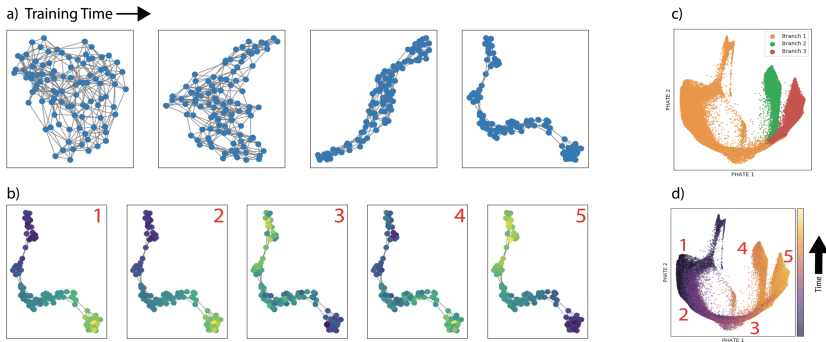 a) Training Time
c)
Branch 1
Branch 2
Branch 3
PHATE 2
PHATE 1
b)
1
2
3
4
5
d)
1
2
3
4
5
PHATE 2
PHATE 1
Time